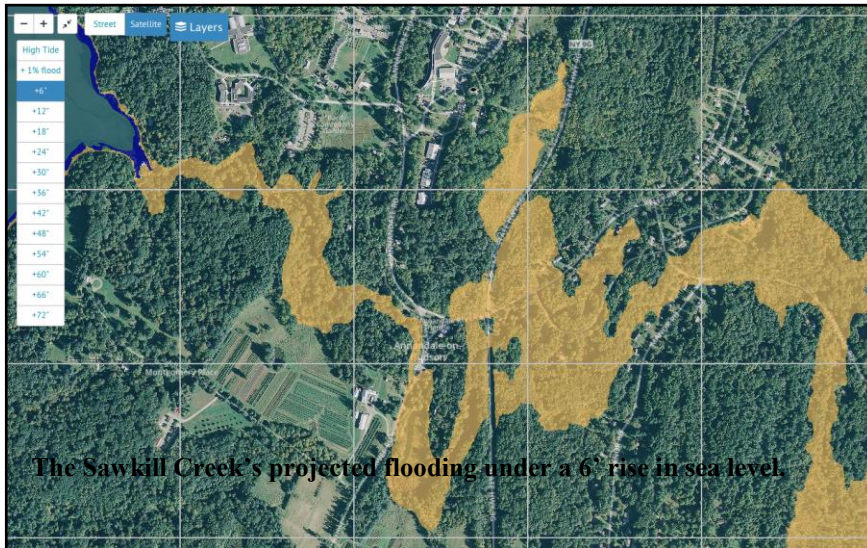 − +
Street Satellite Layers
High Tide
+ 1% flood
+6"
+12"
+18"
+24"
+30"
+36"
+42"
+48"
+54"
+60"
+66"
+72"
NY 9G
Annandale-on-
Hudson
Montgomery Place
The Sawkill Creek's projected flooding under a 6" rise in sea level.